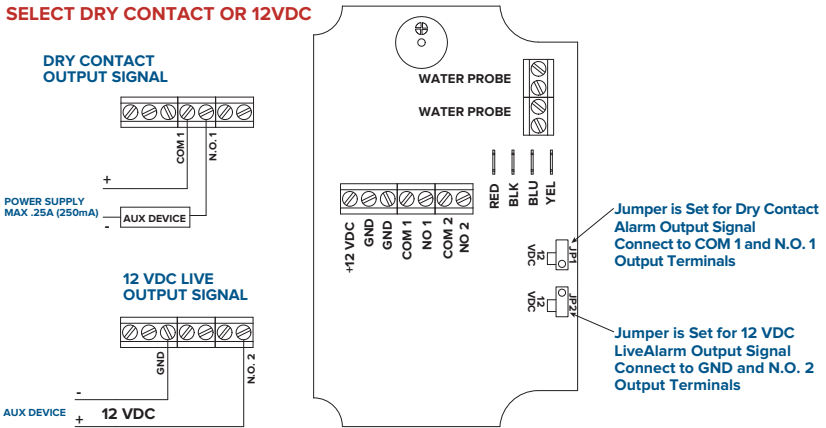 SELECT DRY CONTACT OR 12VDC
DRY CONTACT
OUTPUT SIGNAL
COM 1
N.O. 1
+
POWER SUPPLY
MAX .25A (250mA)
-
AUX DEVICE
12 VDC LIVE
OUTPUT SIGNAL
GND
N.O. 2
-
AUX DEVICE
+
12 VDC
WATER PROBE
WATER PROBE
RED
BLK
BLU
YEL
+12 VDC
GND
GND
COM 1
NO 1
COM 2
NO 2
12
VDC
JP1
12
VDC
JP2
Jumper is Set for Dry Contact
Alarm Output Signal
Connect to COM 1 and N.O. 1
Output Terminals
Jumper is Set for 12 VDC
LiveAlarm Output Signal
Connect to GND and N.O. 2
Output Terminals